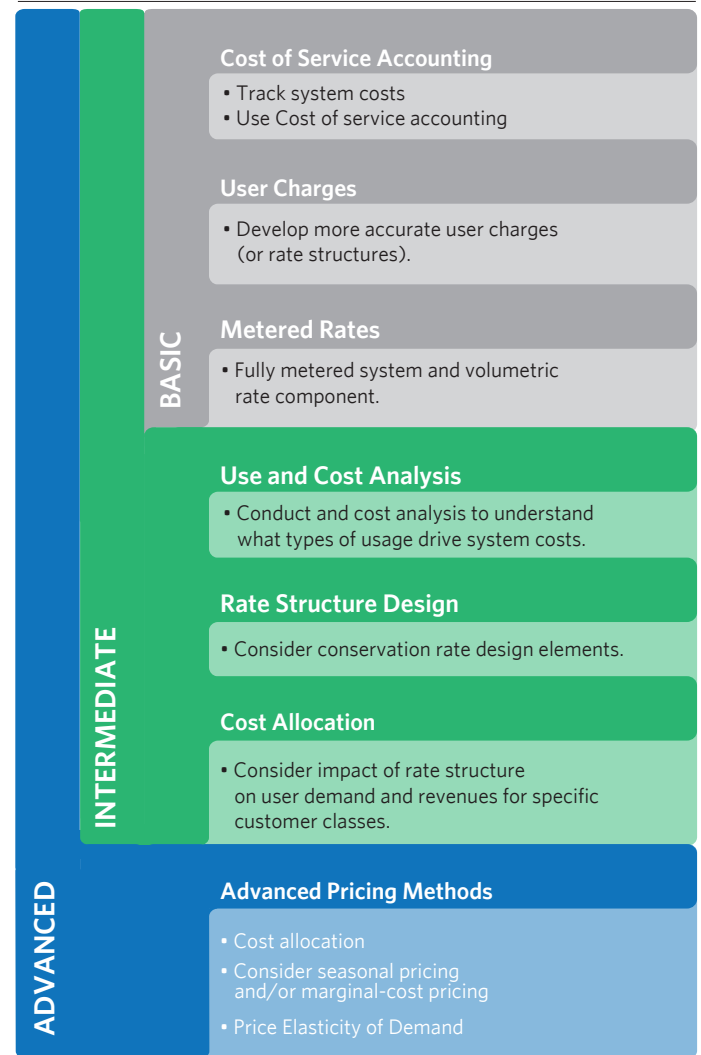 Cost of Service Accounting
• Track system costs
• Use Cost of service accounting
User Charges
• Develop more accurate user charges
(or rate structures).
BASIC
Metered Rates
• Fully metered system and volumetric
rate component.
Use and Cost Analysis
• Conduct and cost analysis to understand
what types of usage drive system costs.
Rate Structure Design
• Consider conservation rate design elements.
INTERMEDIATE
Cost Allocation
• Consider impact of rate structure
on user demand and revenues for specific
customer classes.
ADVANCED
Advanced Pricing Methods
• Cost allocation
• Consider seasonal pricing
and/or marginal-cost pricing
• Price Elasticity of Demand